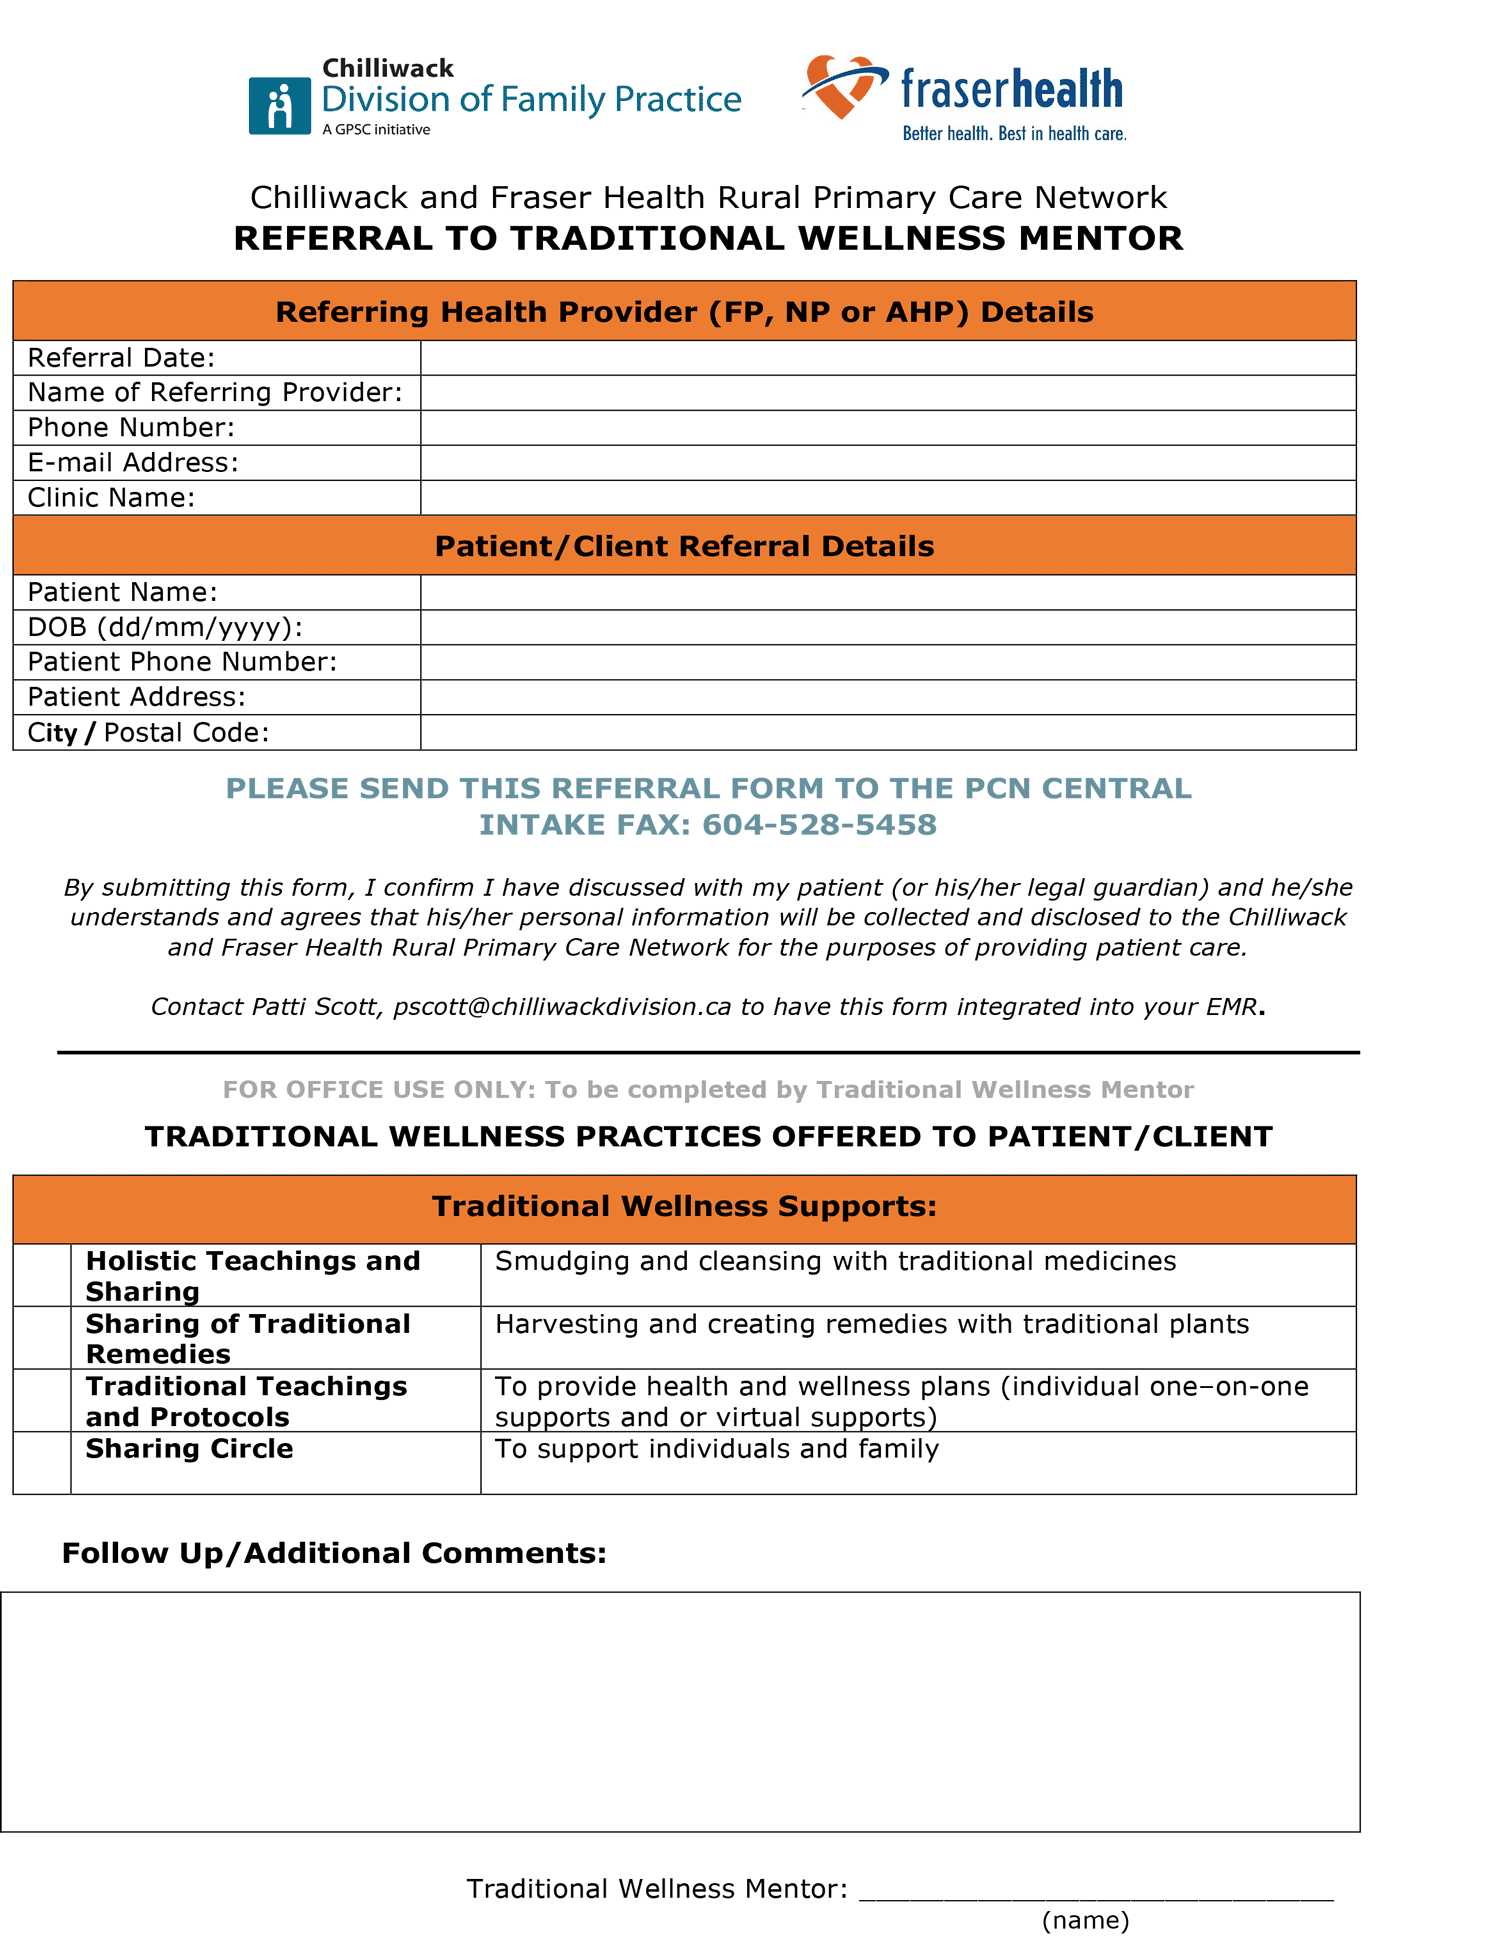 Chilliwack
Division of Family Practice
A GPSC initiative
fraserhealth
Better health. Best in health care.
Chilliwack and Fraser Health Rural Primary Care Network
REFERRAL TO TRADITIONAL WELLNESS MENTOR
Referring Health Provider (FP, NP or AHP) Details
Referral Date:
Name of Referring Provider:
Phone Number:
E-mail Address:
Clinic Name:
Patient/Client Referral Details
Patient Name:
DOB (dd/mm/yyyy):
Patient Phone Number:
Patient Address:
City / Postal Code:
PLEASE SEND THIS REFERRAL FORM TO THE PCN CENTRAL
INTAKE FAX: 604-528-5458
By submitting this form, I confirm I have discussed with my patient (or his/her legal guardian) and he/she
understands and agrees that his/her personal information will be collected and disclosed to the Chilliwack
and Fraser Health Rural Primary Care Network for the purposes of providing patient care.
Contact Patti Scott, pscott@chilliwackdivision.ca to have this form integrated into your EMR.
FOR OFFICE USE ONLY: To be completed by Traditional Wellness Mentor
TRADITIONAL WELLNESS PRACTICES OFFERED TO PATIENT/CLIENT
Traditional Wellness Supports:
Holistic Teachings and
Sharing
Smudging and cleansing with traditional medicines
Sharing of Traditional
Remedies
Harvesting and creating remedies with traditional plants
Traditional Teachings
and Protocols
To provide health and wellness plans (individual one–on-one
supports and or virtual supports)
Sharing Circle
To support individuals and family
Follow Up/Additional Comments:
Traditional Wellness Mentor: ____________________________
(name)